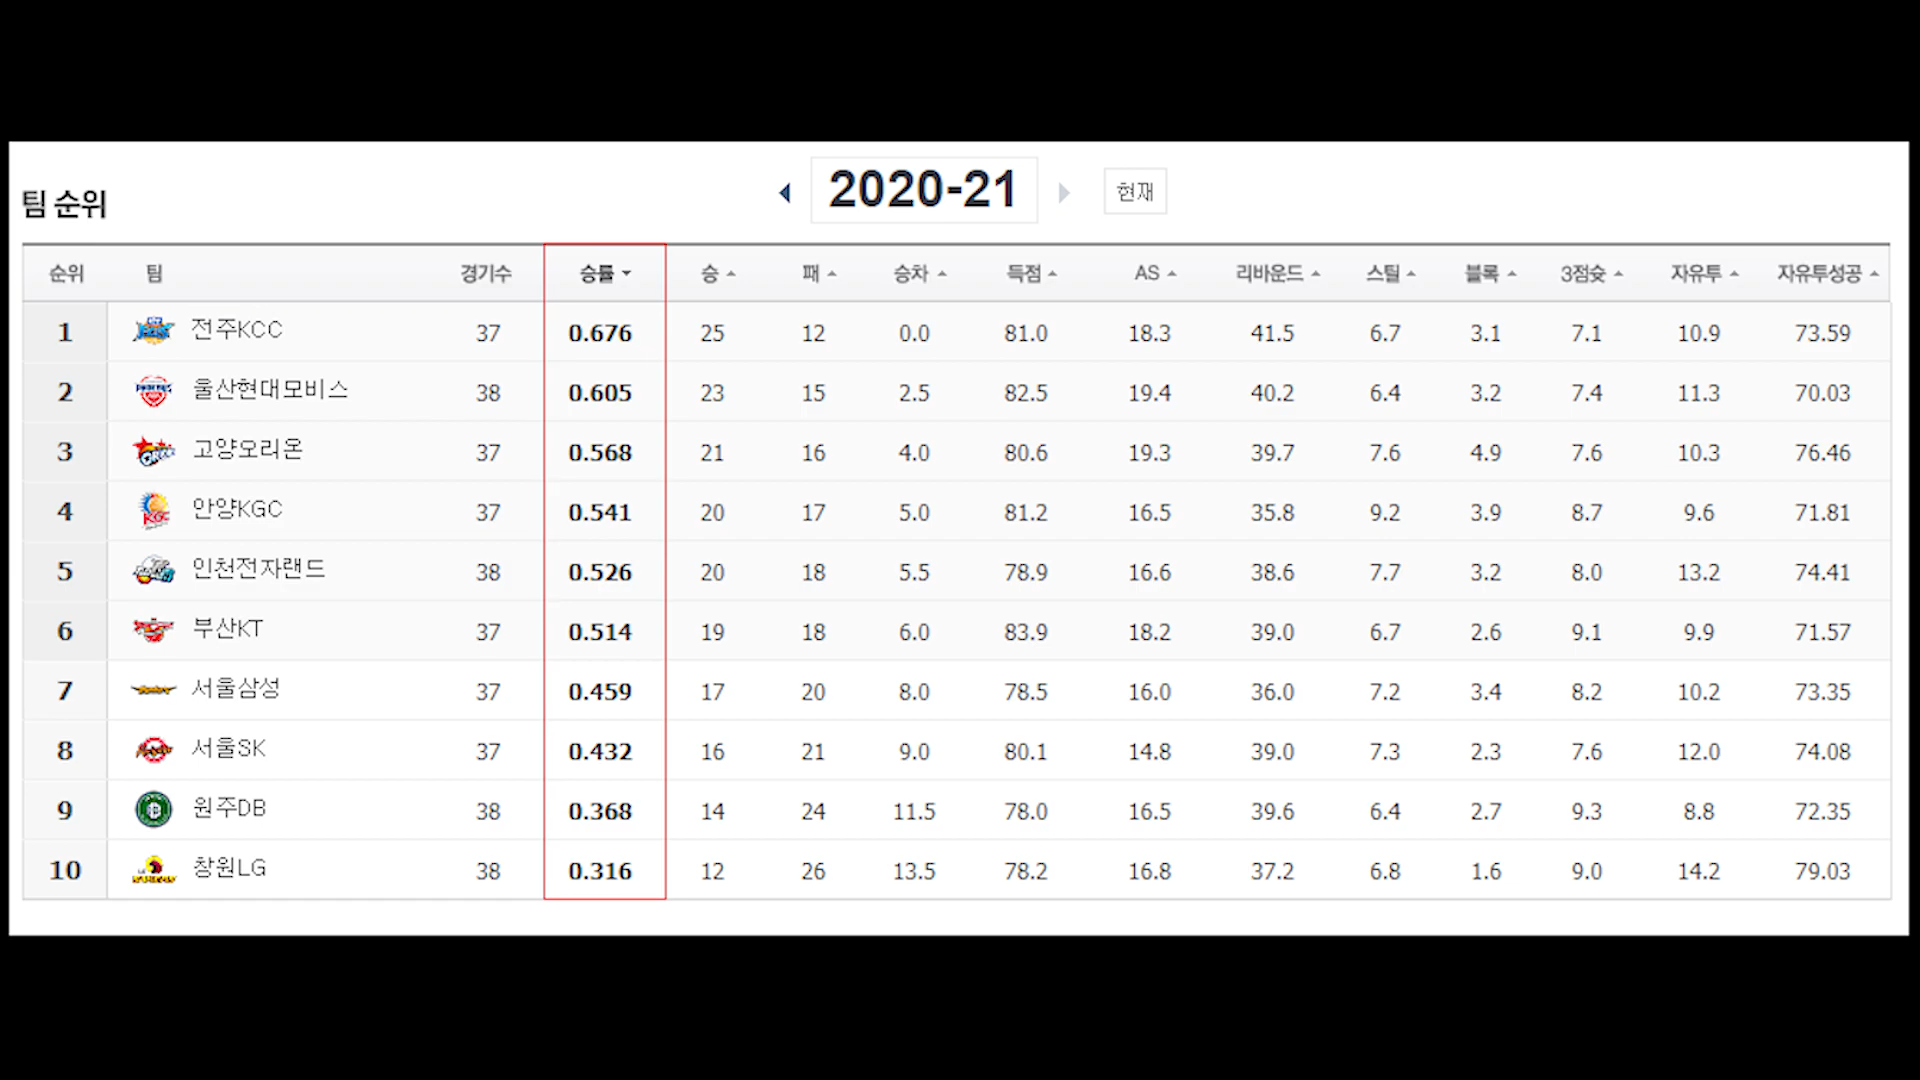 팀 순위
2020-21 현재
순위 팀 경기수 승률 승 패 승차 득점 AS 리바운드 스틸 블록 3점슛 자유투 자유투성공
1 전주KCC 37 0.676 25 12 0.0 81.0 18.3 41.5 6.7 3.1 7.1 10.9 73.59
2 울산현대모비스 38 0.605 23 15 2.5 82.5 19.4 40.2 6.4 3.2 7.4 11.3 70.03
3 고양오리온 37 0.568 21 16 4.0 80.6 19.3 39.7 7.6 4.9 7.6 10.3 76.46
4 안양KGC 37 0.541 20 17 5.0 81.2 16.5 35.8 9.2 3.9 8.7 9.6 71.81
5 인천전자랜드 38 0.526 20 18 5.5 78.9 16.6 38.6 7.7 3.2 8.0 13.2 74.41
6 부산KT 37 0.514 19 18 6.0 83.9 18.2 39.0 6.7 2.6 9.1 9.9 71.57
7 서울삼성 37 0.459 17 20 8.0 78.5 16.0 36.0 7.2 3.4 8.2 10.2 73.35
8 서울SK 37 0.432 16 21 9.0 80.1 14.8 39.0 7.3 2.3 7.6 12.0 74.08
9 원주DB 38 0.368 14 24 11.5 78.0 16.5 39.6 6.4 2.7 9.3 8.8 72.35
10 창원LG 38 0.316 12 26 13.5 78.2 16.8 37.2 6.8 1.6 9.0 14.2 79.03